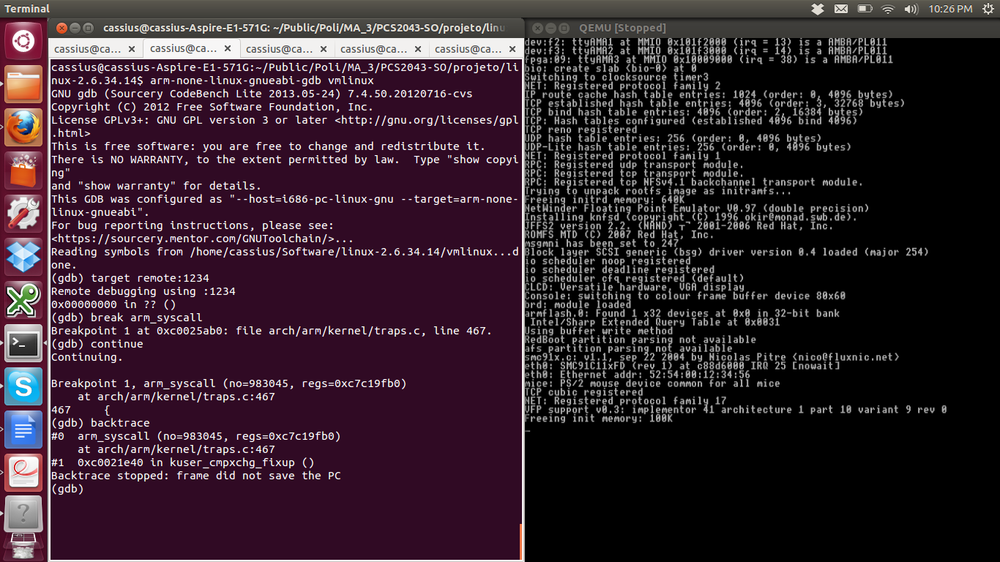 Terminal
10:26 PM
cassius@cassius-Aspire-E1-571G: ~/Public/Poli/MA_3/PCS2043-SO/projeto/linu
cassius@ca...
cassius@ca...
cassius@ca...
cassius@ca...
cassius@ca...
cassius@cassius-Aspire-E1-571G:~/Public/Poli/MA_3/PCS2043-SO/projeto/li
nux-2.6.34.14$ arm-none-linux-gnueabi-gdb vmlinux
GNU gdb (Sourcery CodeBench Lite 2013.05-24) 7.4.50.20120716-cvs
Copyright (C) 2012 Free Software Foundation, Inc.
License GPLv3+: GNU GPL version 3 or later <http://gnu.org/licenses/gpl
.html>
This is free software: you are free to change and redistribute it.
There is NO WARRANTY, to the extent permitted by law.  Type "show copyi
ng"
and "show warranty" for details.
This GDB was configured as "--host=i686-pc-linux-gnu --target=arm-none-
linux-gnueabi".
For bug reporting instructions, please see:
<https://sourcery.mentor.com/GNUToolchain/>...
Reading symbols from /home/cassius/Software/linux-2.6.34.14/vmlinux...d
one.
(gdb) target remote:1234
Remote debugging using :1234
0x00000000 in ?? ()
(gdb) break arm_syscall
Breakpoint 1 at 0xc0025ab0: file arch/arm/kernel/traps.c, line 467.
(gdb) continue
Continuing.
Breakpoint 1, arm_syscall (no=983045, regs=0xc7c19fb0)
at arch/arm/kernel/traps.c:467
467     {
(gdb) backtrace
#0  arm_syscall (no=983045, regs=0xc7c19fb0)
at arch/arm/kernel/traps.c:467
#1  0xc0021e40 in kuser_cmpxchg_fixup ()
Backtrace stopped: frame did not save the PC
(gdb)
QEMU [Stopped]
dev:f2: ttyAMA1 at MMIO 0x101f2000 (irq = 13) is a AMBA/PL011
dev:f3: ttyAMA2 at MMIO 0x101f3000 (irq = 14) is a AMBA/PL011
fpga:09: ttyAMA3 at MMIO 0x10009000 (irq = 38) is a AMBA/PL011
bio: create slab <bio-0> at 0
Switching to clocksource timer3
NET: Registered protocol family 2
IP route cache hash table entries: 1024 (order: 0, 4096 bytes)
TCP established hash table entries: 4096 (order: 3, 32768 bytes)
TCP bind hash table entries: 4096 (order: 2, 16384 bytes)
TCP: Hash tables configured (established 4096 bind 4096)
TCP reno registered
UDP hash table entries: 256 (order: 0, 4096 bytes)
UDP-Lite hash table entries: 256 (order: 0, 4096 bytes)
NET: Registered protocol family 1
RPC: Registered udp transport module.
RPC: Registered tcp transport module.
RPC: Registered tcp NFSv4.1 backchannel transport module.
Trying to unpack rootfs image as initramfs...
Freeing initrd memory: 640K
NetWinder Floating Point Emulator V0.97 (double precision)
Installing knfsd (copyright (C) 1996 okir@monad.swb.de).
JFFS2 version 2.2. (NAND) 2001-2006 Red Hat, Inc.
ROMFS MTD (C) 2007 Red Hat, Inc.
msgmni has been set to 247
Block layer SCSI generic (bsg) driver version 0.4 loaded (major 254)
io scheduler noop registered
io scheduler deadline registered
io scheduler cfq registered (default)
CLCD: Versatile hardware, VGA display
Console: switching to colour frame buffer device 80x60
brd: module loaded
armflash.0: Found 1 x32 devices at 0x0 in 32-bit bank
Intel/Sharp Extended Query Table at 0x0031
Using buffer write method
RedBoot partition parsing not available
afs partition parsing not available
smc91x.c: v1.1, sep 22 2004 by Nicolas Pitre <nico@fluxnic.net>
eth0: SMC91C11xFD (rev 1) at c88d6000 IRQ 25 [nowait]
eth0: Ethernet addr: 52:54:00:12:34:56
mice: PS/2 mouse device common for all mice
TCP cubic registered
NET: Registered protocol family 17
VFP support v0.3: implementor 41 architecture 1 part 10 variant 9 rev 0
Freeing init memory: 100K